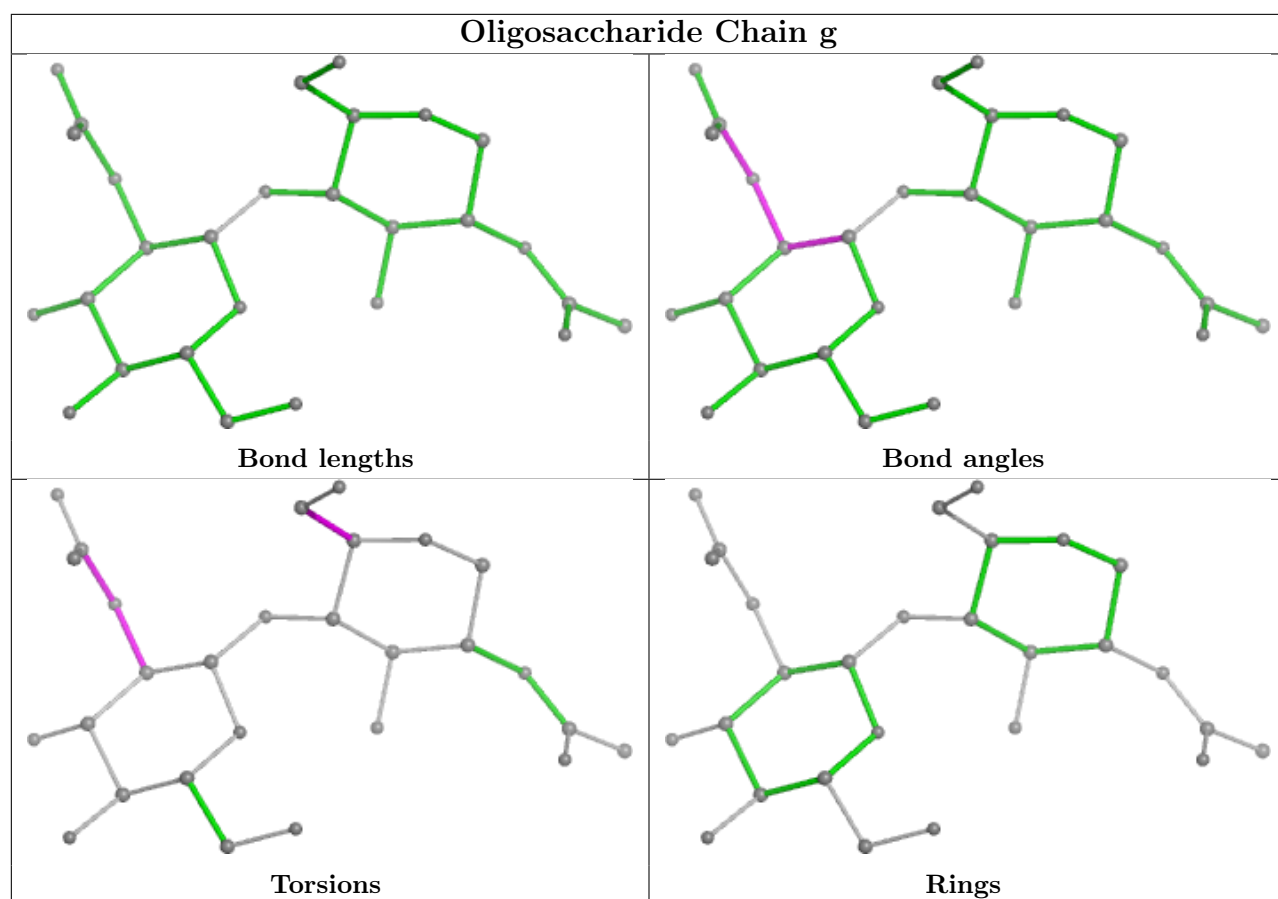 Oligosaccharide Chain g
Bond lengths
Bond angles
Torsions
Rings